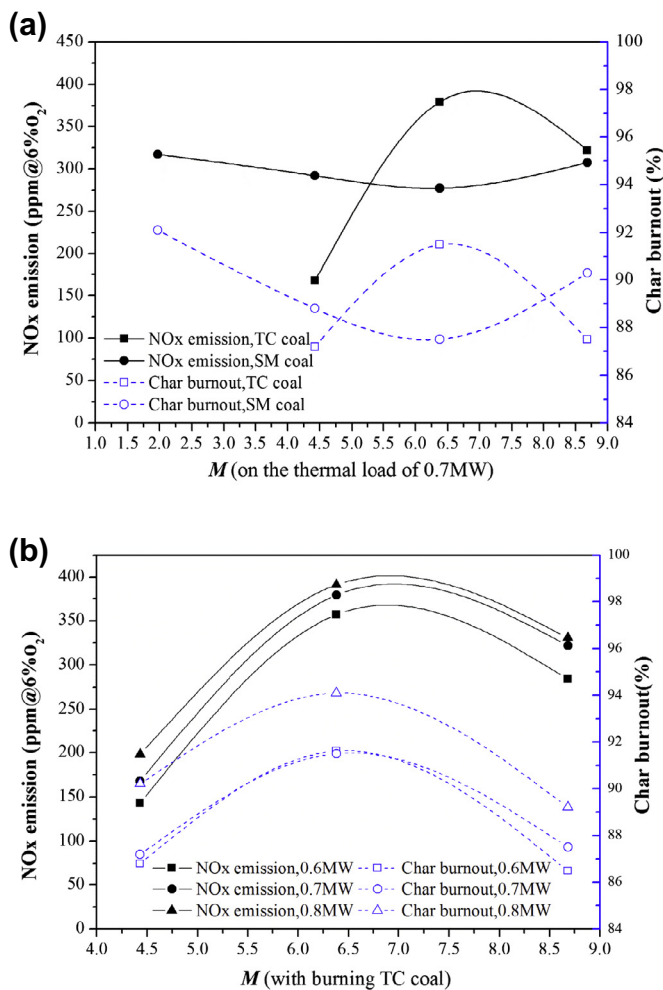 (a)
450
400
350
300
250
200
150
100
50
0
NOx emission (ppm@6%O₂)
100
98
96
94
92
90
88
86
84
Char burnout (%)
NOx emission,TC coal
NOx emission,SM coal
Char burnout,TC coal
Char burnout,SM coal
1.0 1.5 2.0 2.5 3.0 3.5 4.0 4.5 5.0 5.5 6.0 6.5 7.0 7.5 8.0 8.5 9.0
M (on the thermal load of 0.7MW)
(b)
400
350
300
250
200
150
100
50
0
NOx emission (ppm@6%O₂)
100
98
96
94
92
90
88
86
84
Char burnout(%)
NOx emission,0.6MW Char burnout,0.6MW
NOx emission,0.7MW Char burnout,0.7MW
NOx emission,0.8MW Char burnout,0.8MW
4.0 4.5 5.0 5.5 6.0 6.5 7.0 7.5 8.0 8.5 9.0
M (with burning TC coal)